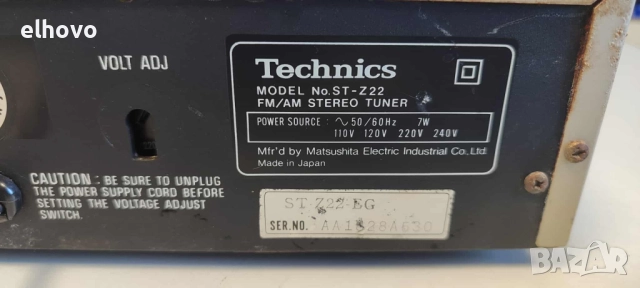 elhovo
VOLT ADJ
CAUTION : BE SURE TO UNPLUG
THE POWER SUPPLY CORD BEFORE
SETTING THE VOLTAGE ADJUST
SWITCH.
Technics
MODEL No. ST-Z22
FM/AM STEREO TUNER
POWER SOURCE : ∿ 50/60Hz 7W
110V 120V 220V 240V
Mfr'd by Matsushita Electric Industrial Co., Ltd.
Made in Japan
ST Z22-EG
SER.NO.
BAZAR